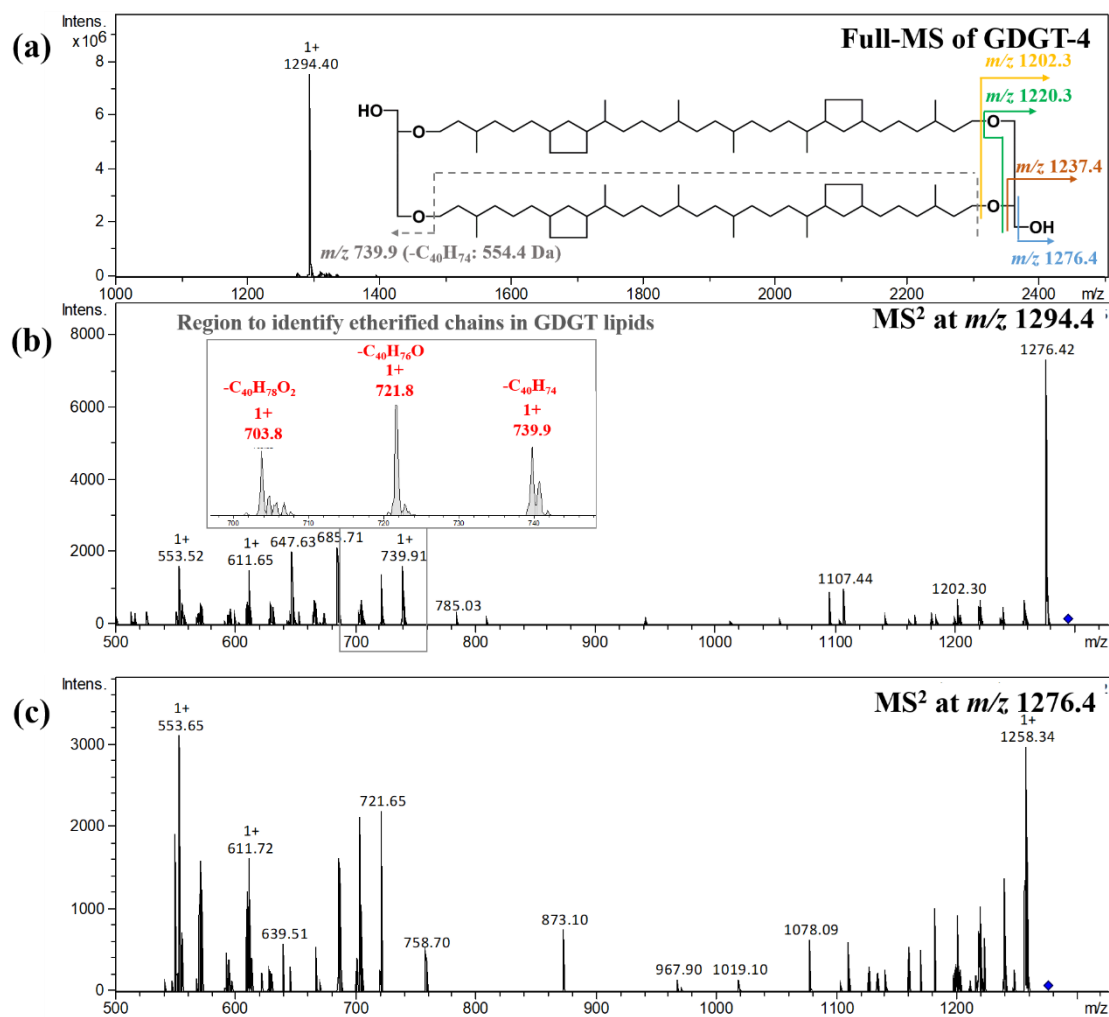 (a)
Intens.
x10⁶
Full-MS of GDGT-4
1+
1294.40
m/z 1202.3
m/z 1220.3
HO
O
O
m/z 1237.4
O
O
OH
m/z 739.9 (-C₄₀H₇₄: 554.4 Da)
m/z 1276.4
8
6
4
2
0
1000 1200 1400 1600 1800 2000 2200 2400 m/z
(b)
Intens.
Region to identify etherified chains in GDGT lipids
MS² at m/z 1294.4
1276.42
-C₄₀H₇₈O₂
1+
703.8
-C₄₀H₇₆O
1+
721.8
-C₄₀H₇₄
1+
739.9
700 710 720 730 740
8000
6000
4000
2000
0
1+
553.52
1+
611.65
647.63
685.71
1+
739.91
785.03
1107.44
1202.30
500 600 700 800 900 1000 1100 1200 m/z
(c)
Intens.
MS² at m/z 1276.4
1+
553.65
1+
1258.34
721.65
1+
611.72
639.51
758.70
873.10
967.90
1019.10
1078.09
3000
2000
1000
0
500 600 700 800 900 1000 1100 1200 m/z